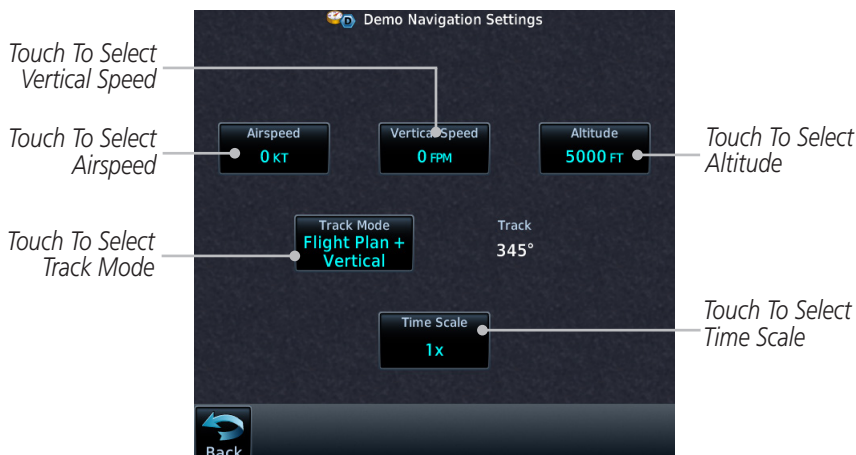 D Demo Navigation Settings
Touch To Select
Vertical Speed
Touch To Select
Airspeed
Airspeed
0 KT
Vertical Speed
0 FPM
Altitude
5000 FT
Touch To Select
Altitude
Touch To Select
Track Mode
Track Mode
Flight Plan +
Vertical
Track
345°
Time Scale
1x
Touch To Select
Time Scale
Back